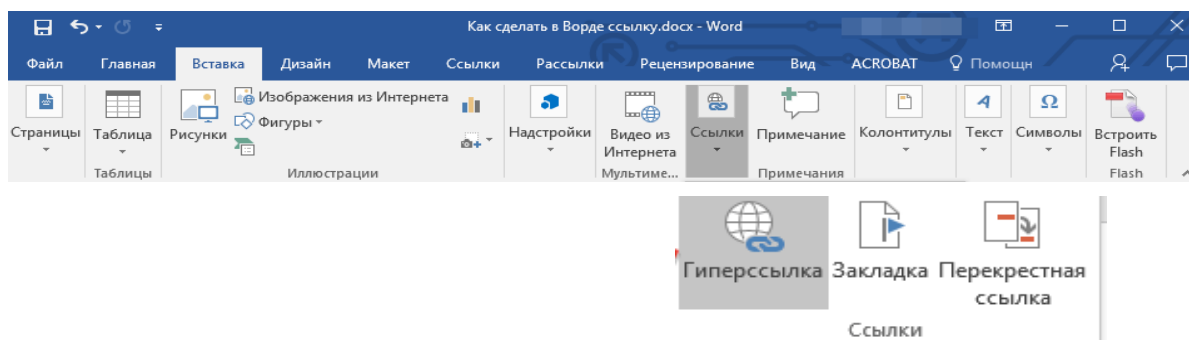 Как сделать в Ворде ссылку.docx - Word
Файл Главная Вставка Дизайн Макет Ссылки Рассылки Рецензирование Вид ACROBAT Помощн
Страницы Таблица Рисунки Изображения из Интернета Фигуры Надстройки Видео из Интернета Ссылки Примечание Колонтитулы Текст Символы Встроить Flash
Таблицы Иллюстрации Мультиме... Примечания Flash
Гиперссылка Закладка Перекрестная
ссылка
Ссылки